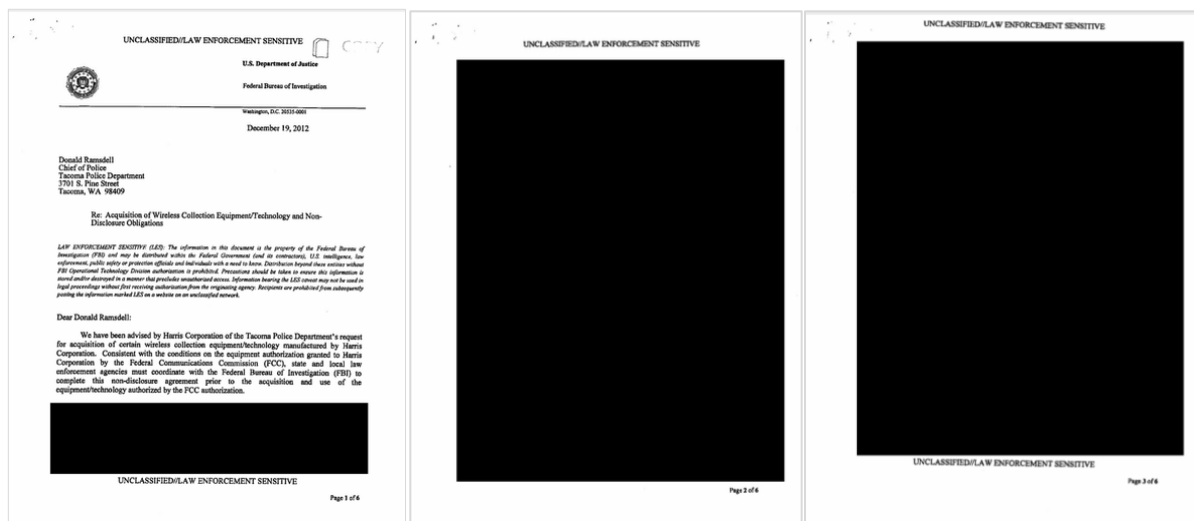 UNCLASSIFIED//LAW ENFORCEMENT SENSITIVE
COPY
U.S. Department of Justice
Federal Bureau of Investigation
Washington, D.C. 20535-0001
December 19, 2012
Donald Ramsdell
Chief of Police
Tacoma Police Department
3701 S. Pine Street
Tacoma, WA 98409
Re: Acquisition of Wireless Collection Equipment/Technology and Non-
Disclosure Obligations
LAW ENFORCEMENT SENSITIVE (LES): The information in this document is the property of the Federal Bureau of
Investigation (FBI) and may be distributed within the Federal Government (and its contractors), U.S. intelligence, law
enforcement, public safety or protection officials and individuals with a need to know. Distribution beyond these entities without
FBI Operational Technology Division authorization is prohibited. Precautions should be taken to ensure this information is
stored and/or destroyed in a manner that precludes unauthorized access. Information bearing the LES caveat may not be used in
legal proceedings without first receiving authorization from the originating agency. Recipients are prohibited from subsequently
posting the information marked LES on a website on an unclassified network.
Dear Donald Ramsdell:
We have been advised by Harris Corporation of the Tacoma Police Department's request
for acquisition of certain wireless collection equipment/technology manufactured by Harris
Corporation. Consistent with the conditions on the equipment authorization granted to Harris
Corporation by the Federal Communications Commission (FCC), state and local law
enforcement agencies must coordinate with the Federal Bureau of Investigation (FBI) to
complete this non-disclosure agreement prior to the acquisition and use of the
equipment/technology authorized by the FCC authorization.
UNCLASSIFIED//LAW ENFORCEMENT SENSITIVE
Page 1 of 6
UNCLASSIFIED//LAW ENFORCEMENT SENSITIVE
Page 2 of 6
UNCLASSIFIED//LAW ENFORCEMENT SENSITIVE
UNCLASSIFIED//LAW ENFORCEMENT SENSITIVE
Page 3 of 6